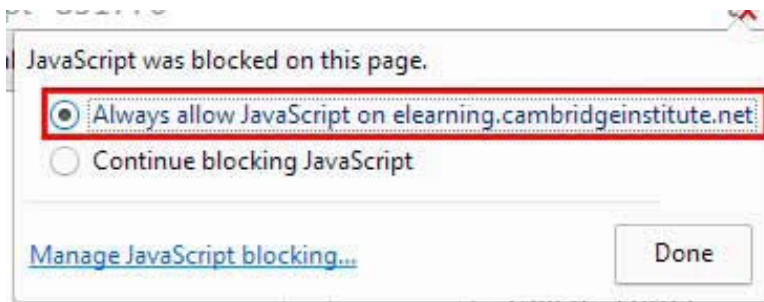 JavaScript was blocked on this page.
Always allow JavaScript on elearning.cambridgeinstitute.net
Continue blocking JavaScript
Manage JavaScript blocking...
Done